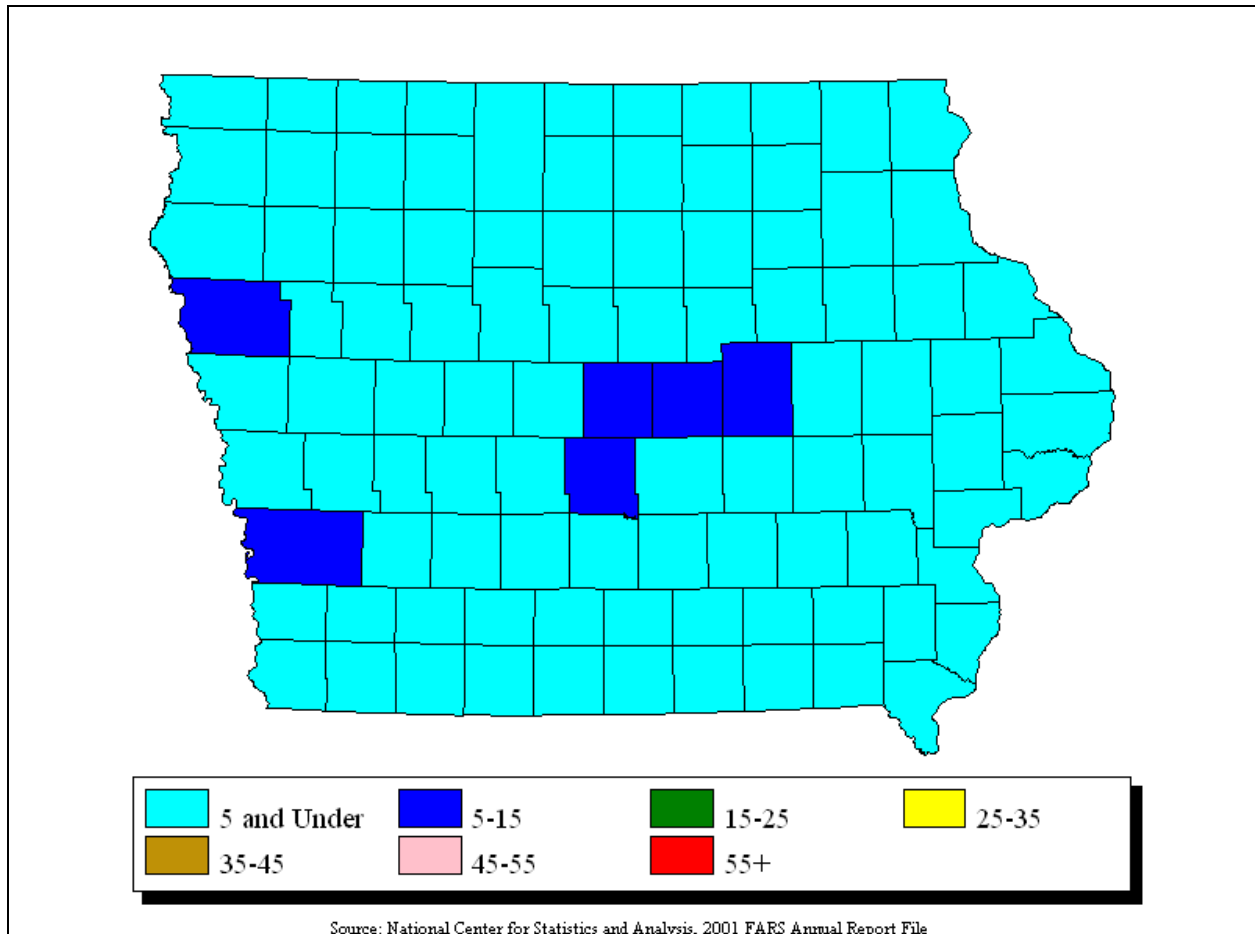 5 and Under 5-15 15-25 25-35
35-45 45-55 55+
Source: National Center for Statistics and Analysis, 2001 FARS Annual Report File